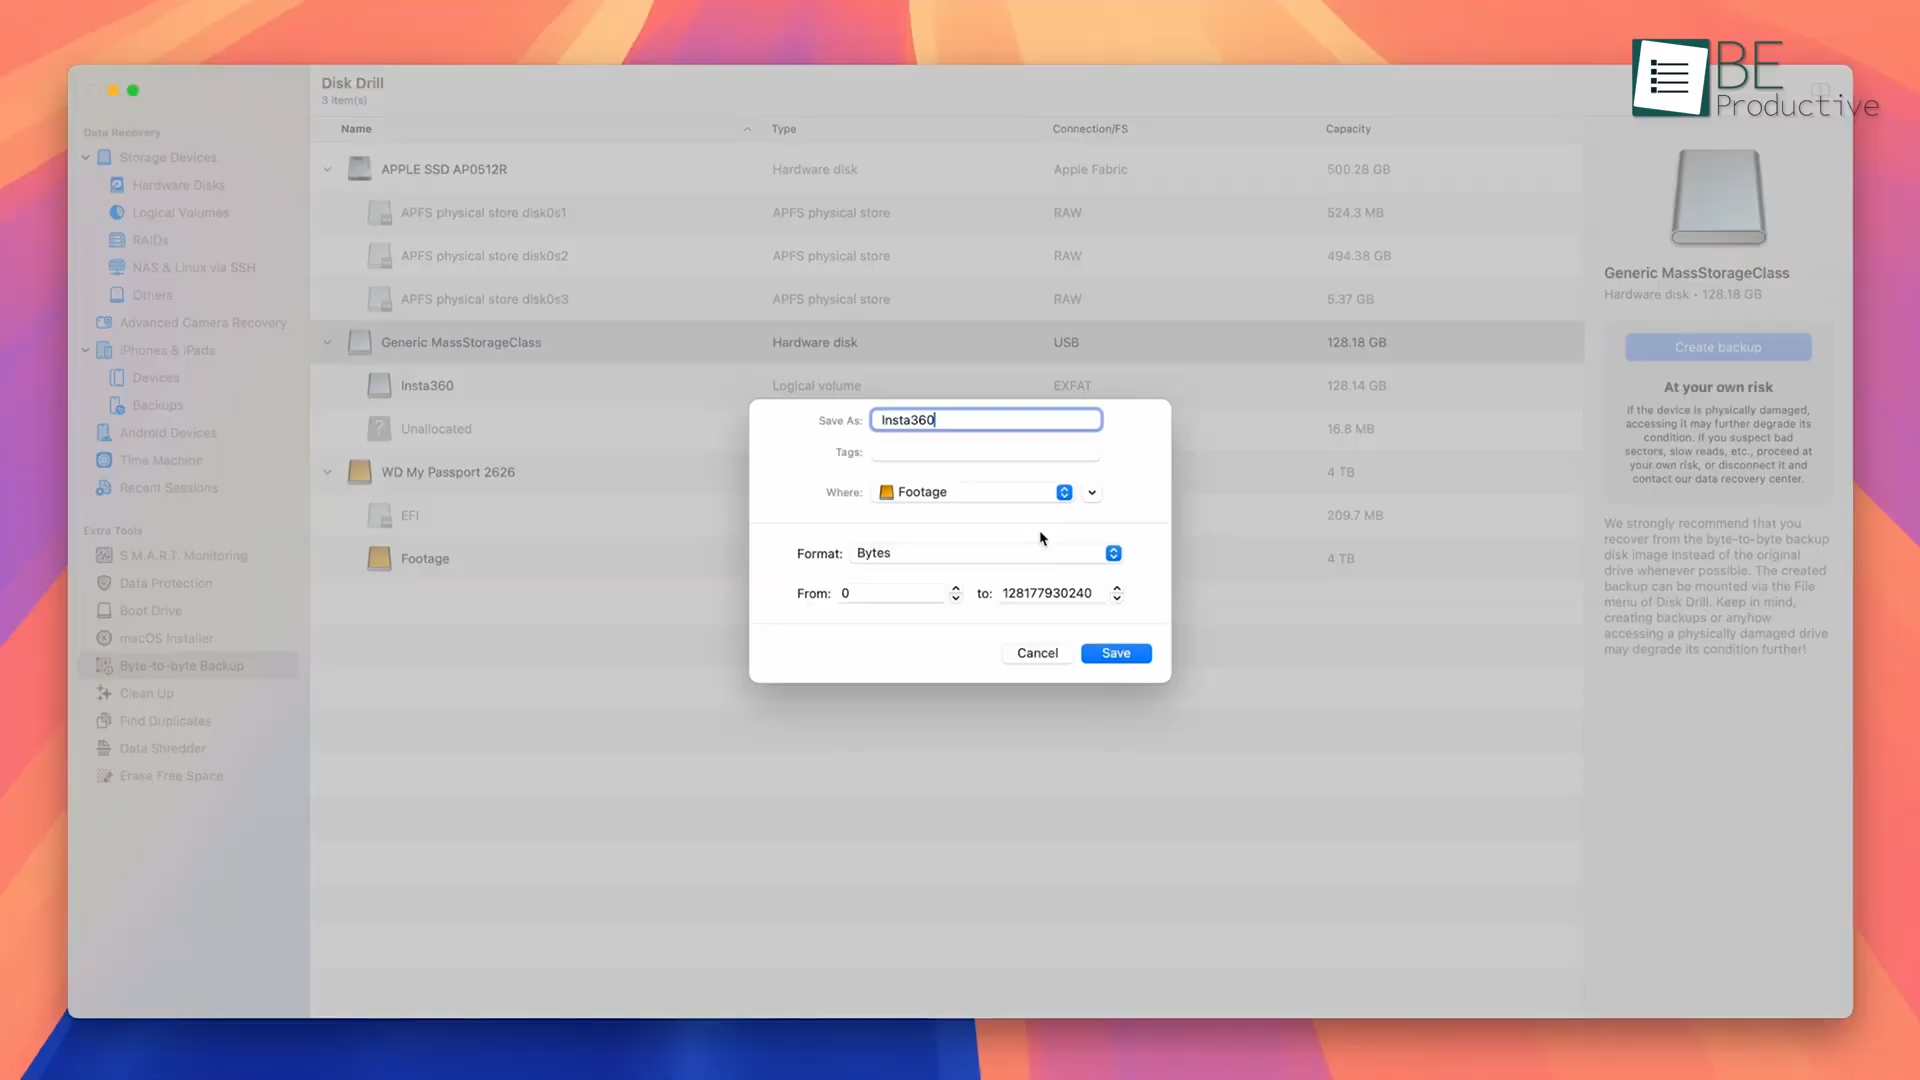 BE
Productive
Disk Drill
3 item(s)
Data Recovery
Storage Devices
Hardware Disks
Logical Volumes
RAIDs
NAS & Linux via SSH
Others
Advanced Camera Recovery
iPhones & iPads
Devices
Backups
Android Devices
Time Machine
Recent Sessions
Extra Tools
S.M.A.R.T. Monitoring
Data Protection
Boot Drive
macOS Installer
Byte-to-byte Backup
Clean Up
Find Duplicates
Data Shredder
Erase Free Space
Name Type Connection/FS Capacity
APPLE SSD AP0512R Hardware disk Apple Fabric 500.28 GB
APFS physical store disk0s1 APFS physical store RAW 524.3 MB
APFS physical store disk0s2 APFS physical store RAW 494.38 GB
APFS physical store disk0s3 APFS physical store RAW 5.37 GB
Generic MassStorageClass Hardware disk USB 128.18 GB
Insta360 Logical volume EXFAT 128.14 GB
Unallocated 16.8 MB
WD My Passport 2626 4 TB
EFI 209.7 MB
Footage 4 TB
Save As: Insta360
Tags:
Where: Footage
Format: Bytes
From: 0 to: 128177930240
Cancel Save
Generic MassStorageClass
Hardware disk • 128.18 GB
Create backup
At your own risk
If the device is physically damaged,
accessing it may further degrade its
condition. If you suspect bad
sectors, slow reads, etc., proceed at
your own risk, or disconnect it and
contact our data recovery center.
We strongly recommend that you
recover from the byte-to-byte backup
disk image instead of the original
drive whenever possible. The created
backup can be mounted via the File
menu of Disk Drill. Keep in mind,
creating backups or anyhow
accessing a physically damaged drive
may degrade its condition further!